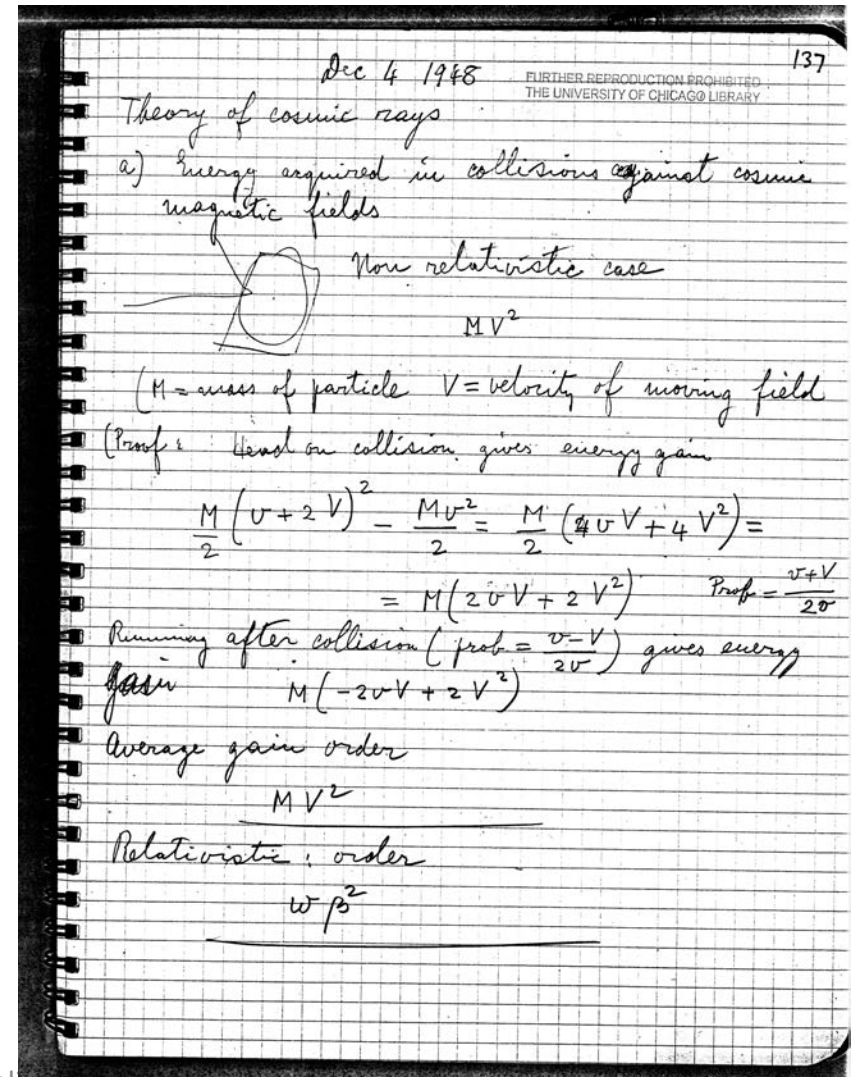 137
Dec 4 1948
FURTHER REPRODUCTION PROHIBITED
THE UNIVERSITY OF CHICAGO LIBRARY
Theory of cosmic rays
a) Energy acquired in collisions against cosmic
magnetic fields
Non relativistic case
MV²
(M = mass of particle V = velocity of moving field
(Proof: Head on collision gives energy gain
M/2 (v + 2V)² - Mv²/2 = M/2 (4vV + 4V²) =
= M(2vV + 2V²) Prob = v+V/2v
Running after collision (prob = v-V/2v) gives energy
gain M(-2vV + 2V²)
Average gain order
MV²
Relativistic: order
wβ²